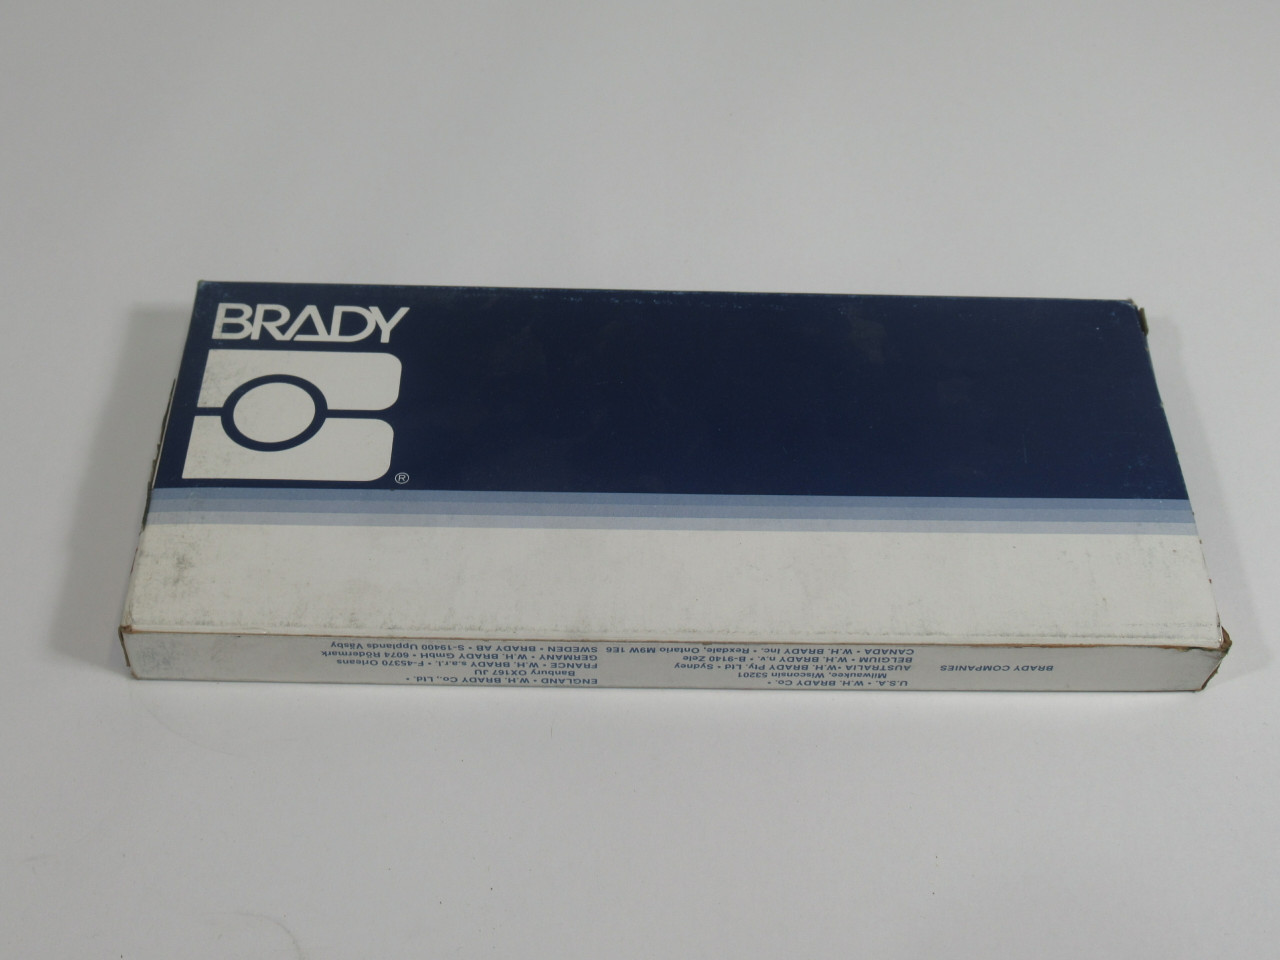 BRADY
®
BRADY COMPANIES
U.S.A. • W.H. BRADY Co. •
Milwaukee, Wisconsin 53201
AUSTRALIA • W.H. BRADY Pty. Ltd Sydney
BELGIUM • W.H. BRADY n.v. • B-9140 Zele
CANADA • W.H. BRADY Inc. • Rexdale, Ontario M9W 1E6
ENGLAND • W.H. BRADY Co., Ltd. •
Banbury OX167 JU
FRANCE • W.H. BRADY s.a.r.l. • F-45370 Orleans
GERMANY • W.H. BRADY GmbH • 6074 Rödermark
SWEDEN • BRADY AB • S-19400 Upplands Väsby